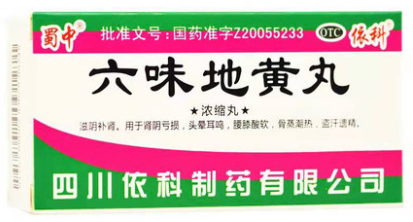 蜀中® 批准文号:国药准字Z20055233 OTC 依科®
六味地黄丸
★浓缩丸★
滋阴补肾。用于肾阴亏损,头晕耳鸣,腰膝酸软,骨蒸潮热,盗汗遗精。
四川依科制药有限公司